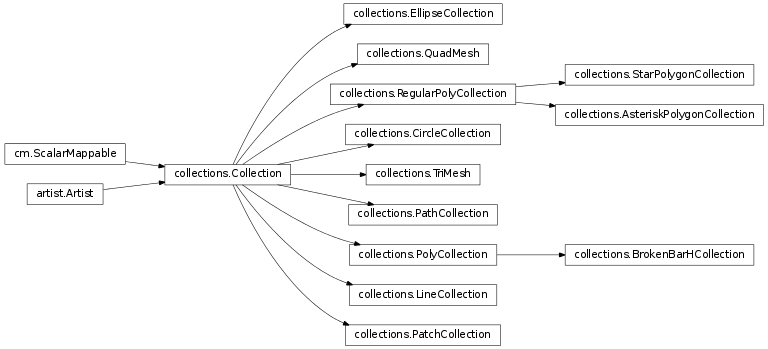 collections.EllipseCollection
collections.QuadMesh
collections.StarPolygonCollection
collections.RegularPolyCollection
collections.AsteriskPolygonCollection
collections.CircleCollection
cm.ScalarMappable
collections.Collection
collections.TriMesh
artist.Artist
collections.PathCollection
collections.PolyCollection
collections.BrokenBarHCollection
collections.LineCollection
collections.PatchCollection